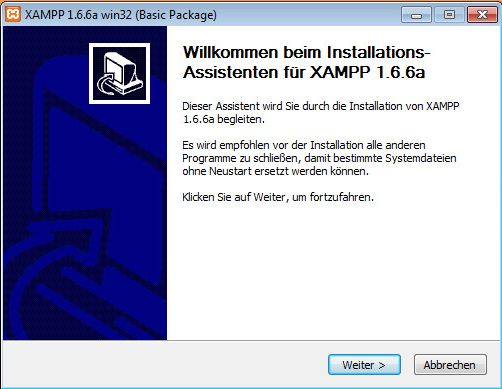 XAMPP 1.6.6a win32 (Basic Package)
Willkommen beim Installations-
Assistenten für XAMPP 1.6.6a
Dieser Assistent wird Sie durch die Installation von XAMPP
1.6.6a begleiten.
Es wird empfohlen vor der Installation alle anderen
Programme zu schließen, damit bestimmte Systemdateien
ohne Neustart ersetzt werden können.
Klicken Sie auf Weiter, um fortzufahren.
Weiter > Abbrechen